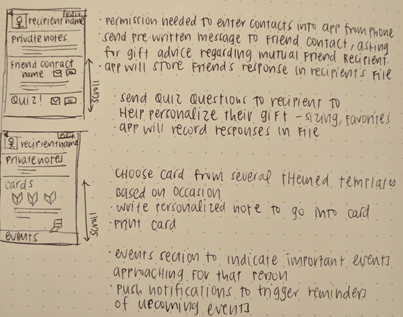 edit
recipient name
Private notes
Friend contact
name
Quiz!
scroll
· permission needed to enter contacts into app from phone
· send pre-written message to Friend contact, asking
for gift advice regarding mutual friend Recipient.
· app will store friend's response in recipient's File
· send Quiz Questions to recipient to
Help personalize their gift - sizing, favorites
· app will record responses in File
edit
recipient name
Private notes
cards
events
scroll
· choose card from several themed templates
based on occasion
· write personalized note to go into card
· print card
· events section to indicate important events
approaching for that person
· push notifications to trigger reminders
of upcoming events